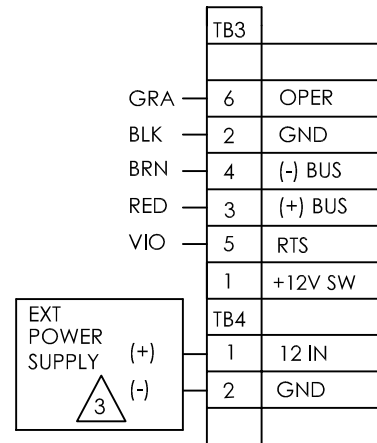 TB3
GRA 6 OPER
BLK 2 GND
BRN 4 (-) BUS
RED 3 (+) BUS
VIO 5 RTS
1 +12V SW
TB4
EXT
POWER
SUPPLY (+) 1 12 IN
3 (-) 2 GND